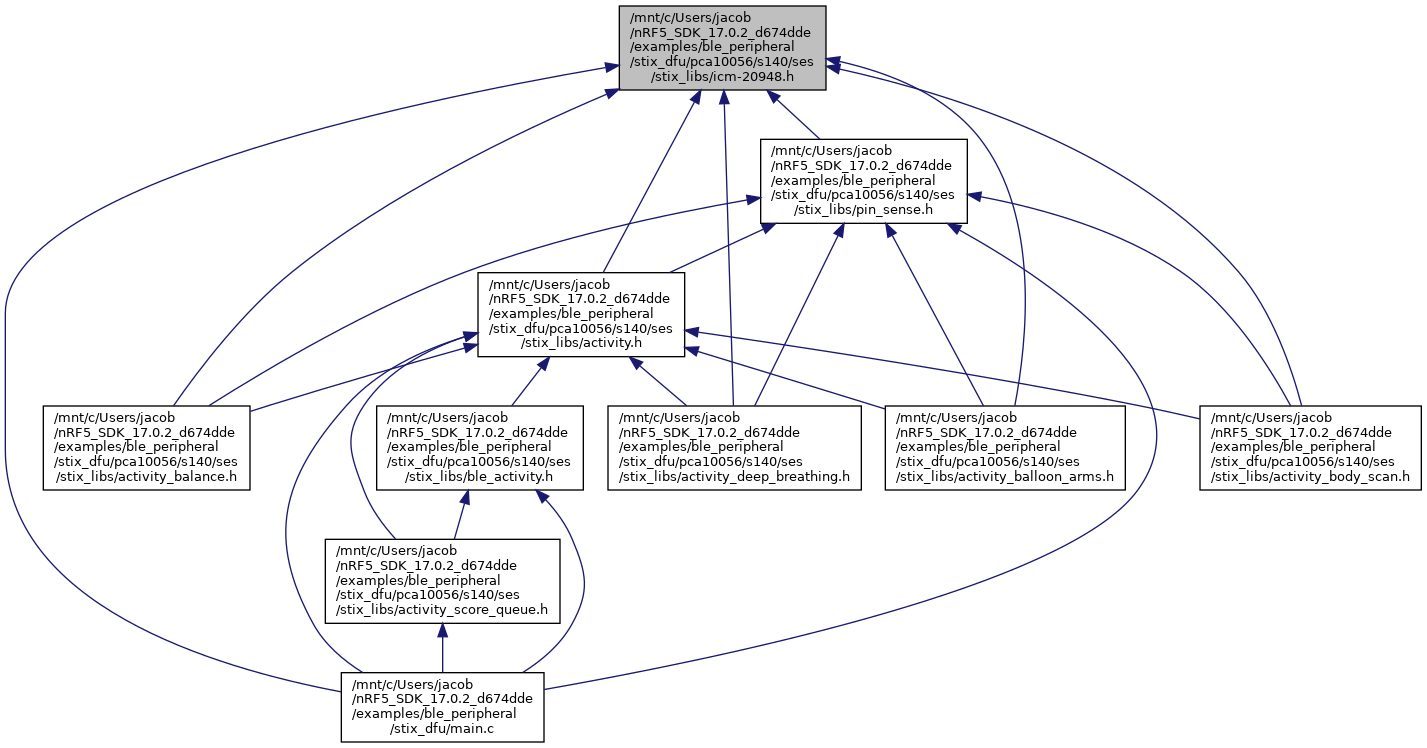 /mnt/c/Users/jacob
/nRF5_SDK_17.0.2_d674dde
/examples/ble_peripheral
/stix_dfu/pca10056/s140/ses
/stix_libs/icm-20948.h
/mnt/c/Users/jacob
/nRF5_SDK_17.0.2_d674dde
/examples/ble_peripheral
/stix_dfu/pca10056/s140/ses
/stix_libs/pin_sense.h
/mnt/c/Users/jacob
/nRF5_SDK_17.0.2_d674dde
/examples/ble_peripheral
/stix_dfu/pca10056/s140/ses
/stix_libs/activity.h
/mnt/c/Users/jacob
/nRF5_SDK_17.0.2_d674dde
/examples/ble_peripheral
/stix_dfu/pca10056/s140/ses
/stix_libs/activity_balance.h
/mnt/c/Users/jacob
/nRF5_SDK_17.0.2_d674dde
/examples/ble_peripheral
/stix_dfu/pca10056/s140/ses
/stix_libs/ble_activity.h
/mnt/c/Users/jacob
/nRF5_SDK_17.0.2_d674dde
/examples/ble_peripheral
/stix_dfu/pca10056/s140/ses
/stix_libs/activity_deep_breathing.h
/mnt/c/Users/jacob
/nRF5_SDK_17.0.2_d674dde
/examples/ble_peripheral
/stix_dfu/pca10056/s140/ses
/stix_libs/activity_balloon_arms.h
/mnt/c/Users/jacob
/nRF5_SDK_17.0.2_d674dde
/examples/ble_peripheral
/stix_dfu/pca10056/s140/ses
/stix_libs/activity_body_scan.h
/mnt/c/Users/jacob
/nRF5_SDK_17.0.2_d674dde
/examples/ble_peripheral
/stix_dfu/pca10056/s140/ses
/stix_libs/activity_score_queue.h
/mnt/c/Users/jacob
/nRF5_SDK_17.0.2_d674dde
/examples/ble_peripheral
/stix_dfu/main.c